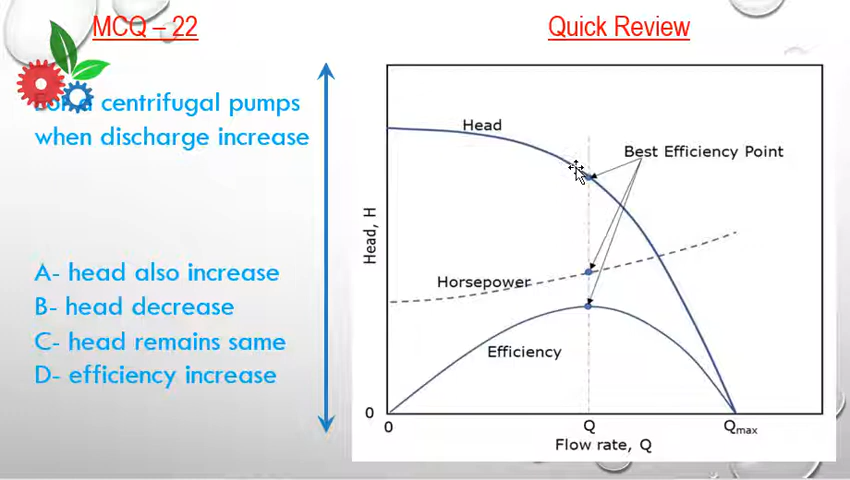 MCQ – 22
Quick Review
centrifugal pumps
when discharge increase
A- head also increase
B- head decrease
C- head remains same
D- efficiency increase
Head
Best Efficiency Point
Head, H
Horsepower
Efficiency
0
0
Q
Qmax
Flow rate, Q